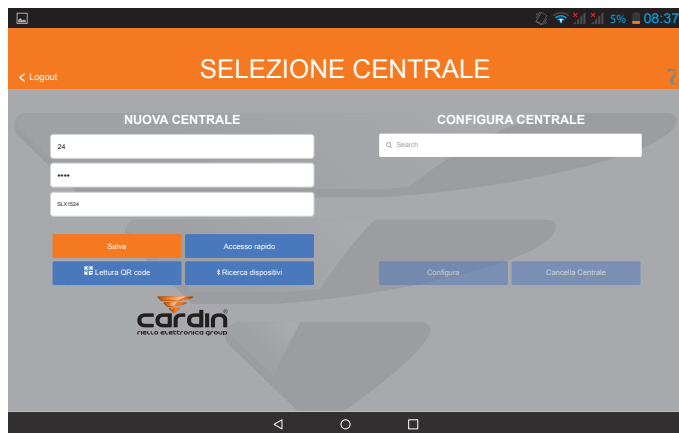 5% 08:37
Logout
SELEZIONE CENTRALE
NUOVA CENTRALE
24
••••
SLX1524
Salva
Accesso rapido
Lettura QR code
Ricerca dispositivi
cardin®
riello elettronica group
CONFIGURA CENTRALE
Search
Configura
Cancella Centrale